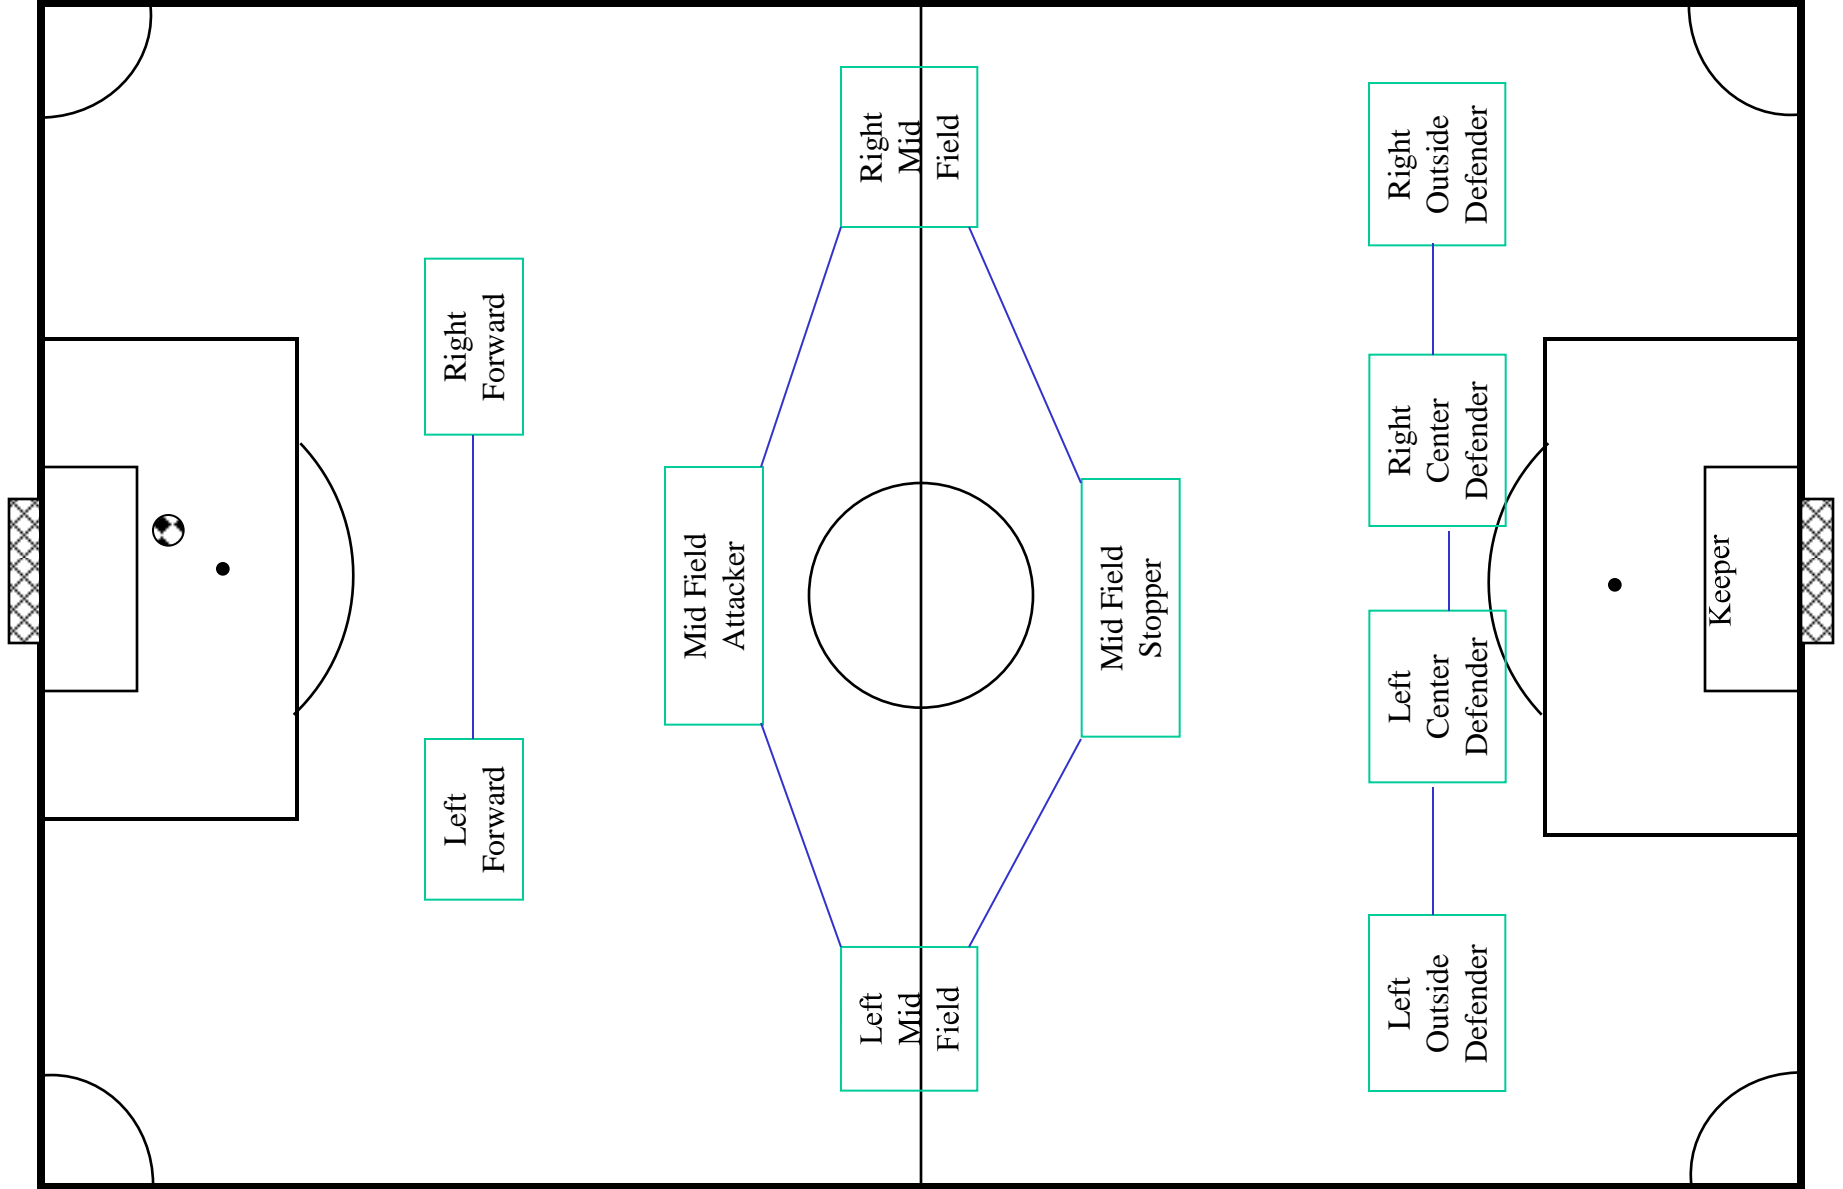 Left
Forward
Right
Forward
Mid Field
Attacker
Left
Mid
Field
Right
Mid
Field
Mid Field
Stopper
Left
Outside
Defender
Left
Center
Defender
Right
Center
Defender
Right
Outside
Defender
Keeper